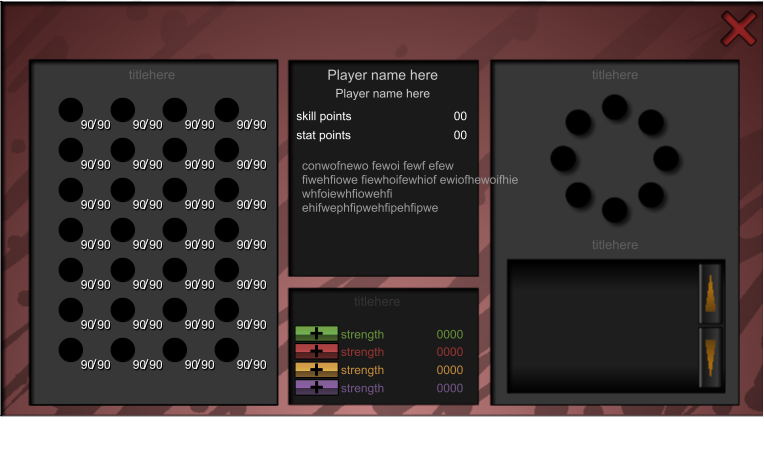 titlehere
90/90 90/90 90/90 90/90
90/90 90/90 90/90 90/90
90/90 90/90 90/90 90/90
90/90 90/90 90/90 90/90
90/90 90/90 90/90 90/90
90/90 90/90 90/90 90/90
90/90 90/90 90/90 90/90
Player name here
Player name here
skill points 00
stat points 00
conwofnewo fewoi fewf efew
fiwehfiowe fiewhoifewhiof ewiofhewoifhie
whfoiewhfiowehfi
ehifwephfipwehfipehfipwe
titlehere
strength 0000
strength 0000
strength 0000
strength 0000
titlehere
titlehere